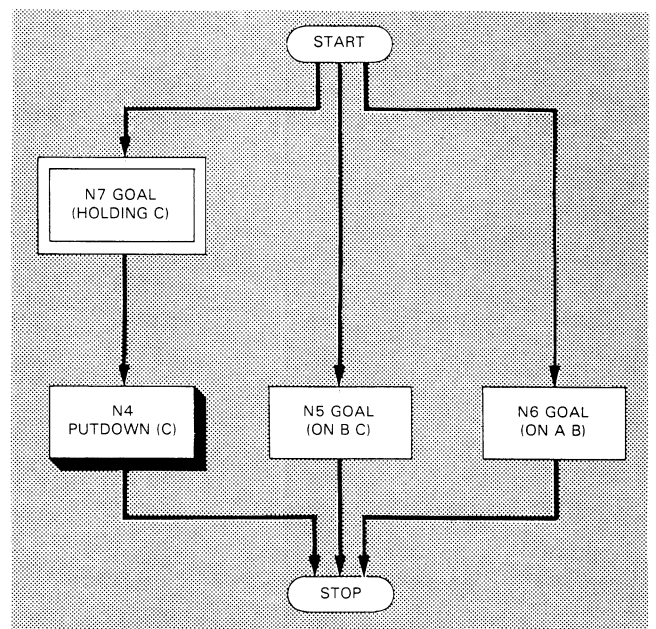 START
N7 GOAL
(HOLDING C)
N4
PUTDOWN (C)
N5 GOAL
(ON B C)
N6 GOAL
(ON A B)
STOP